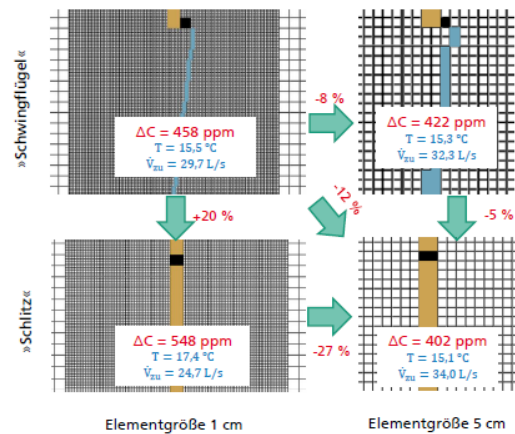 »Schwingflügel«
ΔC = 458 ppm
T = 15,5 °C
V̇zu = 29,7 L/s
-8 %
ΔC = 422 ppm
T = 15,3 °C
V̇zu = 32,3 L/s
+20 %
-12 %
-5 %
»Schlitz«
ΔC = 548 ppm
T = 17,4 °C
V̇zu = 24,7 L/s
-27 %
ΔC = 402 ppm
T = 15,1 °C
V̇zu = 34,0 L/s
Elementgröße 1 cm
Elementgröße 5 cm